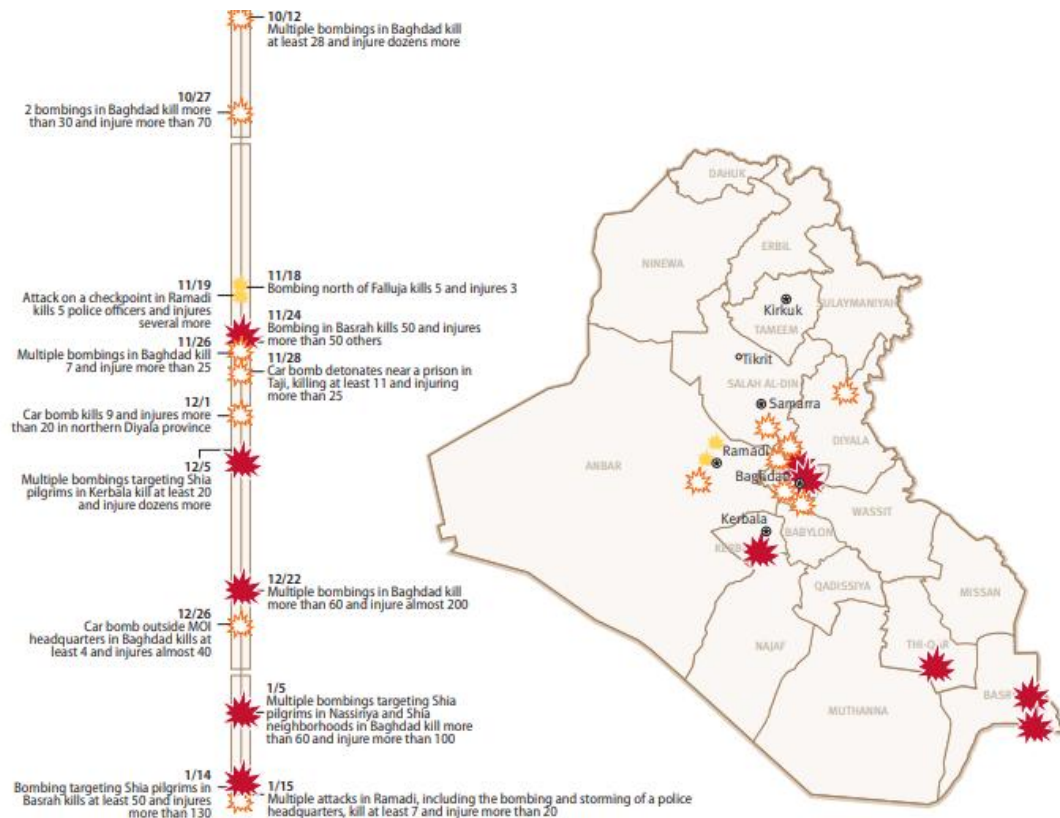 10/12
Multiple bombings in Baghdad kill
at least 28 and injure dozens more
10/27
2 bombings in Baghdad kill more
than 30 and injure more than 70
11/18
Bombing north of Falluja kills 5 and injures 3
11/19
Attack on a checkpoint in Ramadi
kills 5 police officers and injures
several more
11/24
Bombing in Basrah kills 50 and injures
more than 50 others
11/26
Multiple bombings in Baghdad kill
7 and injure more than 25
11/28
Car bomb detonates near a prison in
Taji, killing at least 11 and injuring
more than 25
12/1
Car bomb kills 9 and injures more
than 20 in northern Diyala province
12/5
Multiple bombings targeting Shia
pilgrims in Kerbala kill at least 20
and injure dozens more
12/22
Multiple bombings in Baghdad kill
more than 60 and injure almost 200
12/26
Car bomb outside MOI
headquarters in Baghdad kills at
least 4 and injures almost 40
1/5
Multiple bombings targeting Shia
pilgrims in Nassiriya and Shia
neighborhoods in Baghdad kill more
than 60 and injure more than 100
1/14
Bombing targeting Shia pilgrims in
Basrah kills at least 50 and injures
more than 130
1/15
Multiple attacks in Ramadi, including the bombing and storming of a police
headquarters, kill at least 7 and injure more than 20
DAHUK
NINEWA
ERBIL
SULAYMANIYAH
Kirkuk
TAMEEM
Tikrit
SALAH AL-DIN
Samarra
DIYALA
ANBAR
Ramadi
Baghdad
WASSIT
Kerbala
BABYLON
QADISSIYA
MISSAN
NAJAF
THI-QAR
MUTHANNA